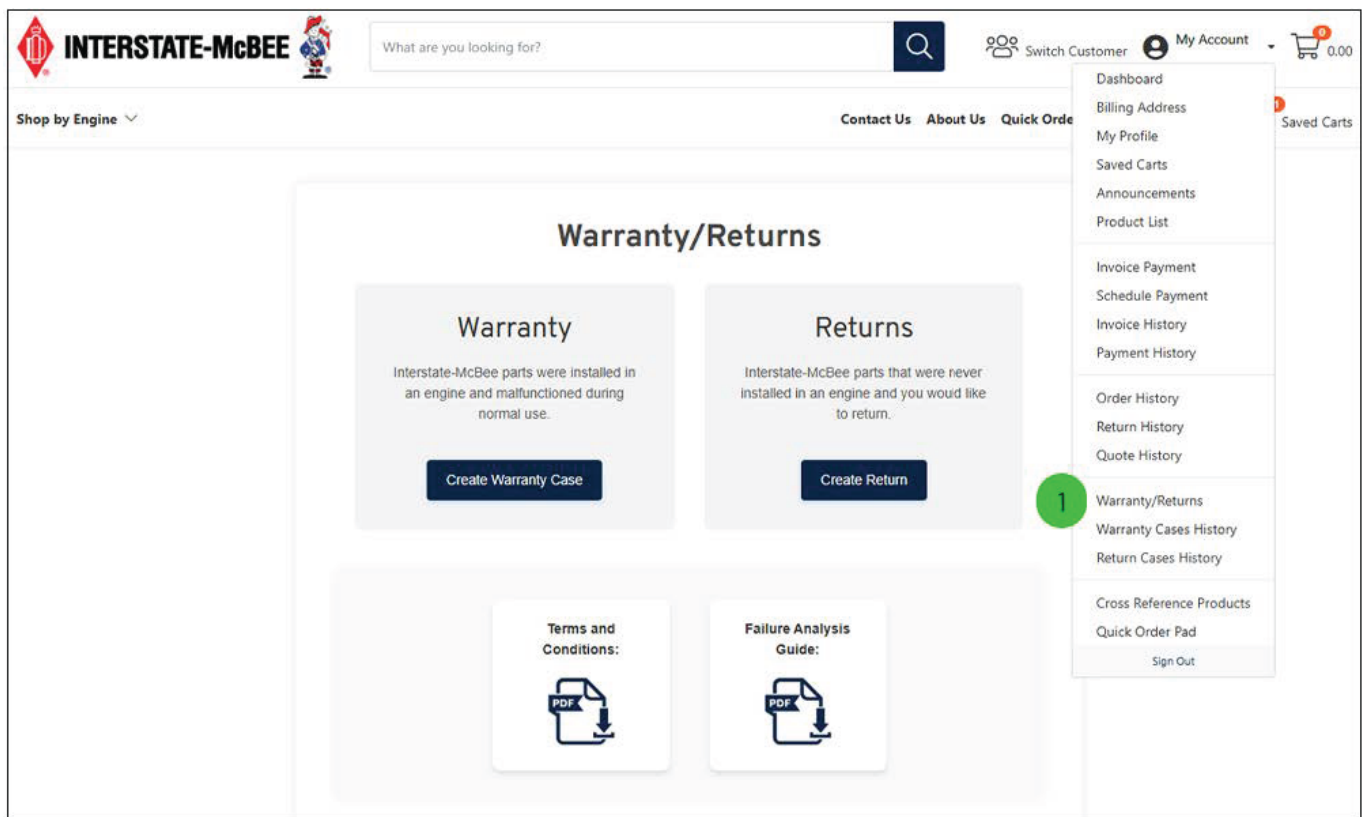 INTERSTATE-McBEE
What are you looking for?
Switch Customer
My Account
0
0.00
Shop by Engine
Contact Us About Us Quick Orde
Saved Carts
Dashboard
Billing Address
My Profile
Saved Carts
Announcements
Product List
Invoice Payment
Schedule Payment
Invoice History
Payment History
Order History
Return History
Quote History
1
Warranty/Returns
Warranty Cases History
Return Cases History
Cross Reference Products
Quick Order Pad
Sign Out
Warranty/Returns
Warranty
Interstate-McBee parts were installed in
an engine and malfunctioned during
normal use.
Create Warranty Case
Returns
Interstate-McBee parts that were never
installed in an engine and you would like
to return.
Create Return
Terms and
Conditions:
PDF
Failure Analysis
Guide:
PDF